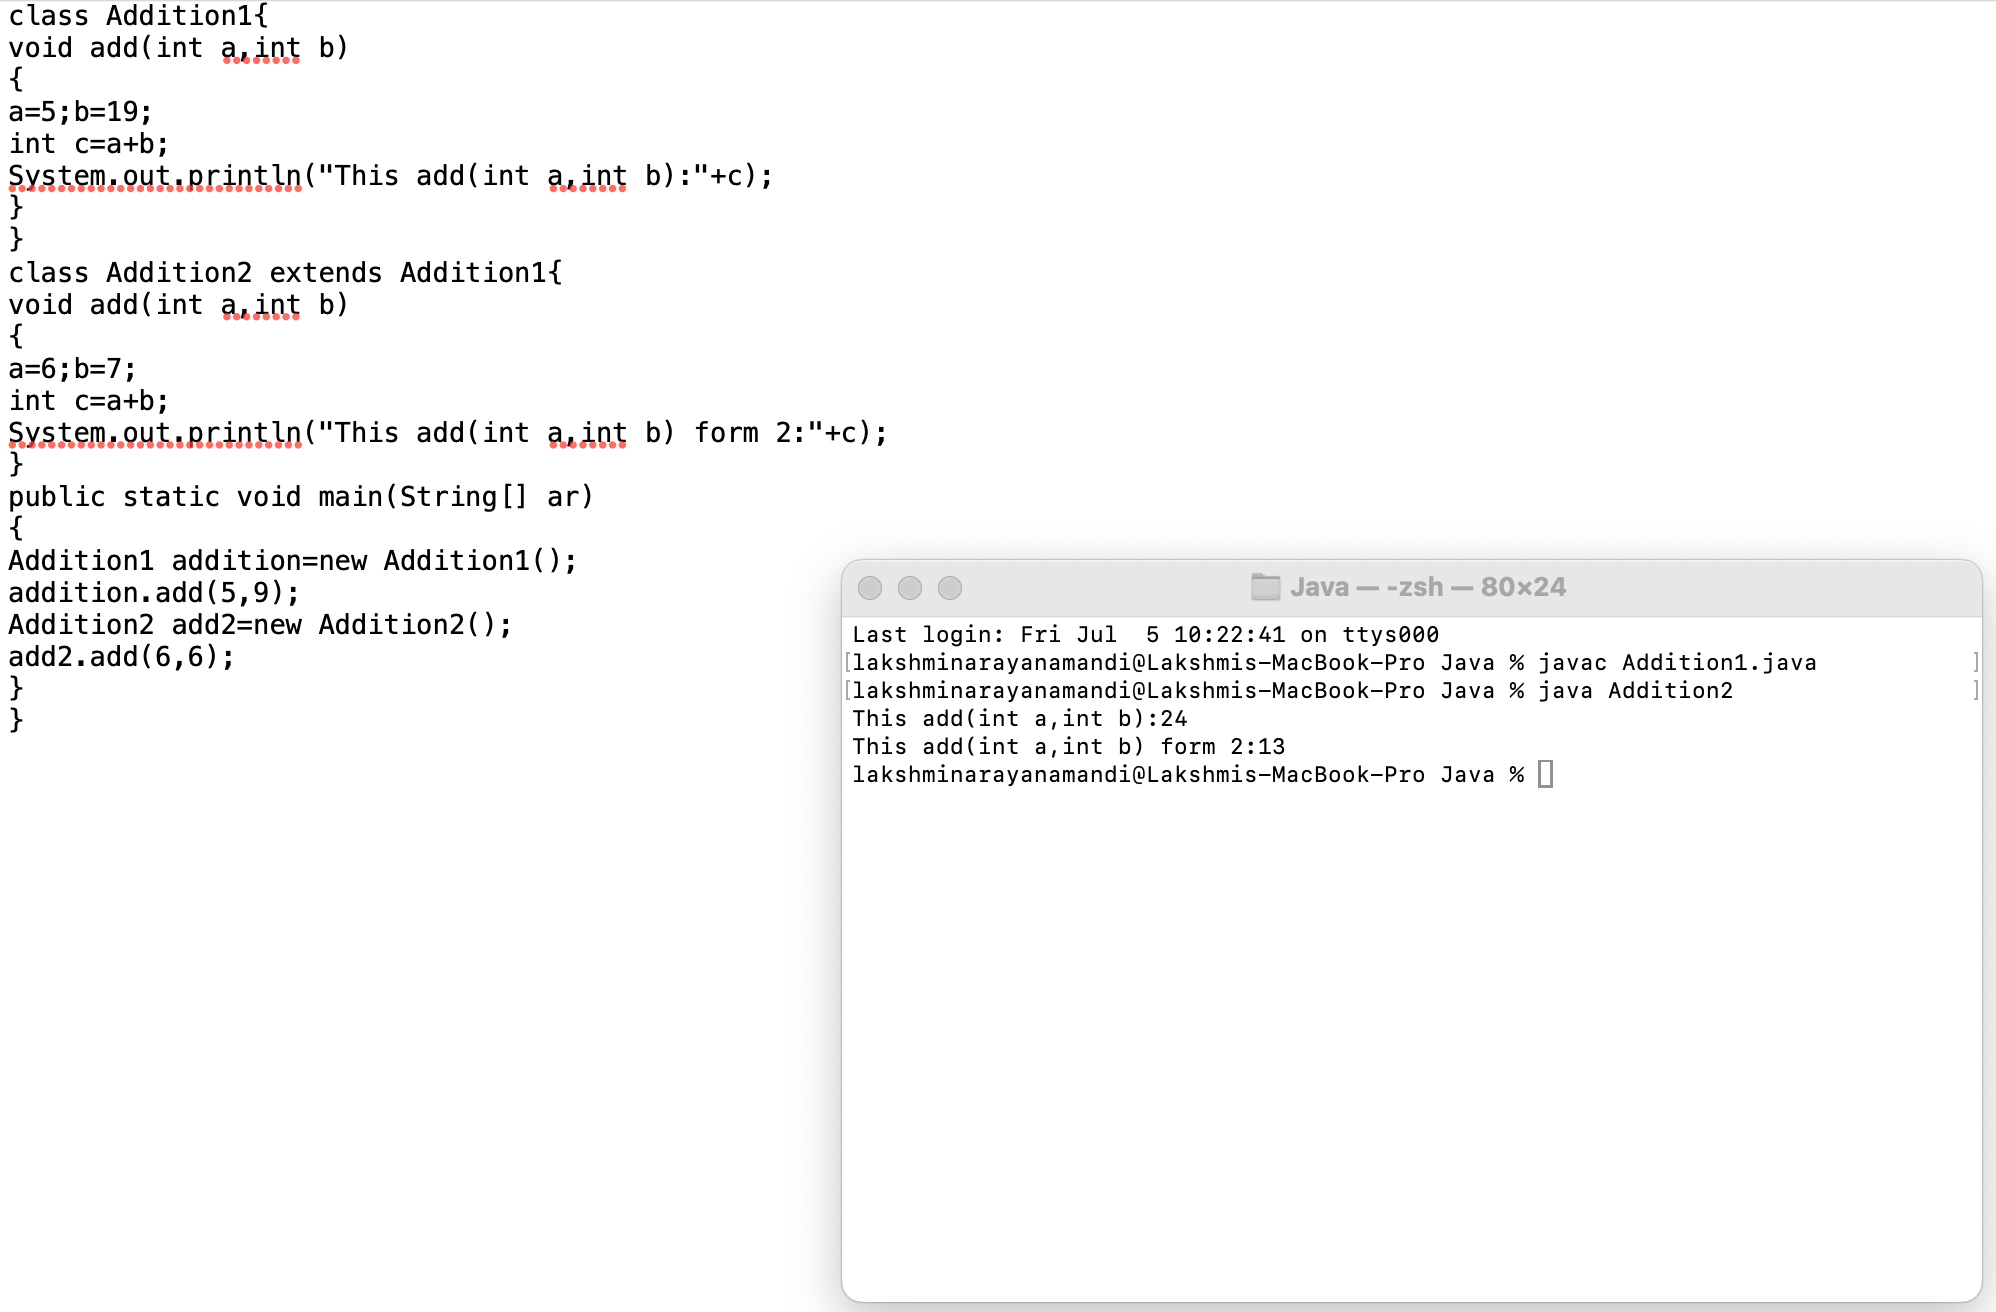 class Addition1{
void add(int a,int b)
{
a=5;b=19;
int c=a+b;
System.out.println("This add(int a,int b):"+c);
}
}
class Addition2 extends Addition1{
void add(int a,int b)
{
a=6;b=7;
int c=a+b;
System.out.println("This add(int a,int b) form 2:"+c);
}
public static void main(String[] ar)
{
Addition1 addition=new Addition1();
addition.add(5,9);
Addition2 add2=new Addition2();
add2.add(6,6);
}
}
Java — -zsh — 80×24
Last login: Fri Jul  5 10:22:41 on ttys000
[lakshminarayanamandi@Lakshmis-MacBook-Pro Java % javac Addition1.java ]
[lakshminarayanamandi@Lakshmis-MacBook-Pro Java % java Addition2 ]
This add(int a,int b):24
This add(int a,int b) form 2:13
lakshminarayanamandi@Lakshmis-MacBook-Pro Java %